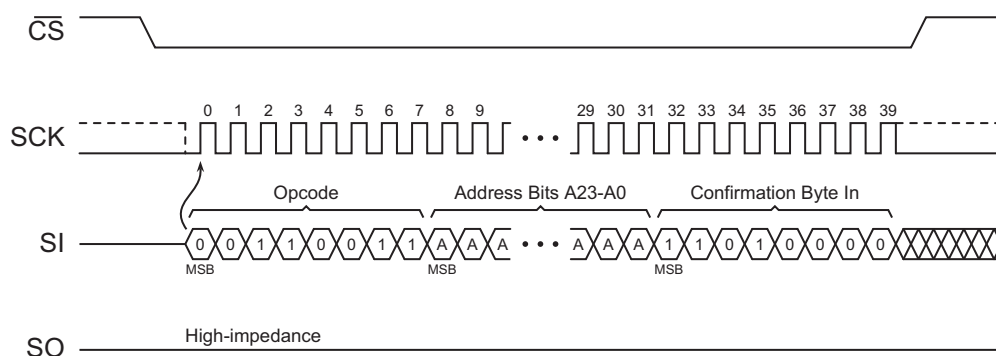 CS
SCK
0 1 2 3 4 5 6 7 8 9 29 30 31 32 33 34 35 36 37 38 39
Opcode Address Bits A23-A0 Confirmation Byte In
SI
0 0 1 1 0 0 1 1 A A A A A A 1 1 0 1 0 0 0 0
MSB MSB MSB
SO
High-impedance